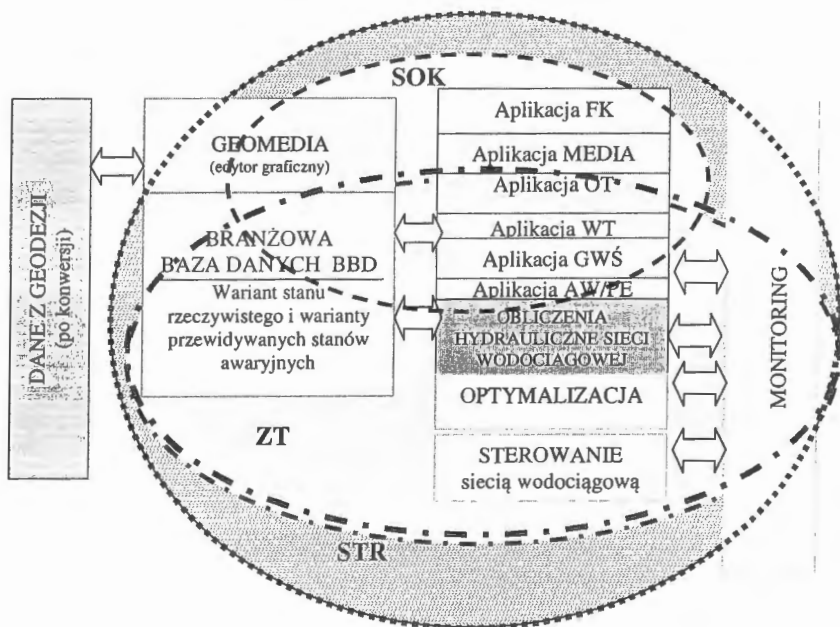 SOK
DANE Z GEODEZJI
(po konwersji)
GEOMEDIA
(edytor graficzny)
BRANŻOWA
BAZA DANYCH BBD
Wariant stanu
rzeczywistego i warianty
przewidywanych stanów
awaryjnych
ZT
STR
Aplikacja FK
Aplikacja MEDIA
Aplikacja OT
Aplikacja WT
Aplikacja GWŚ
Aplikacja AW/PE
OBLICZENIA
HYDRAULICZNE SIECI
WODOCIĄGOWEJ
OPTYMALIZACJA
STEROWANIE
siecią wodociągową
MONITORING